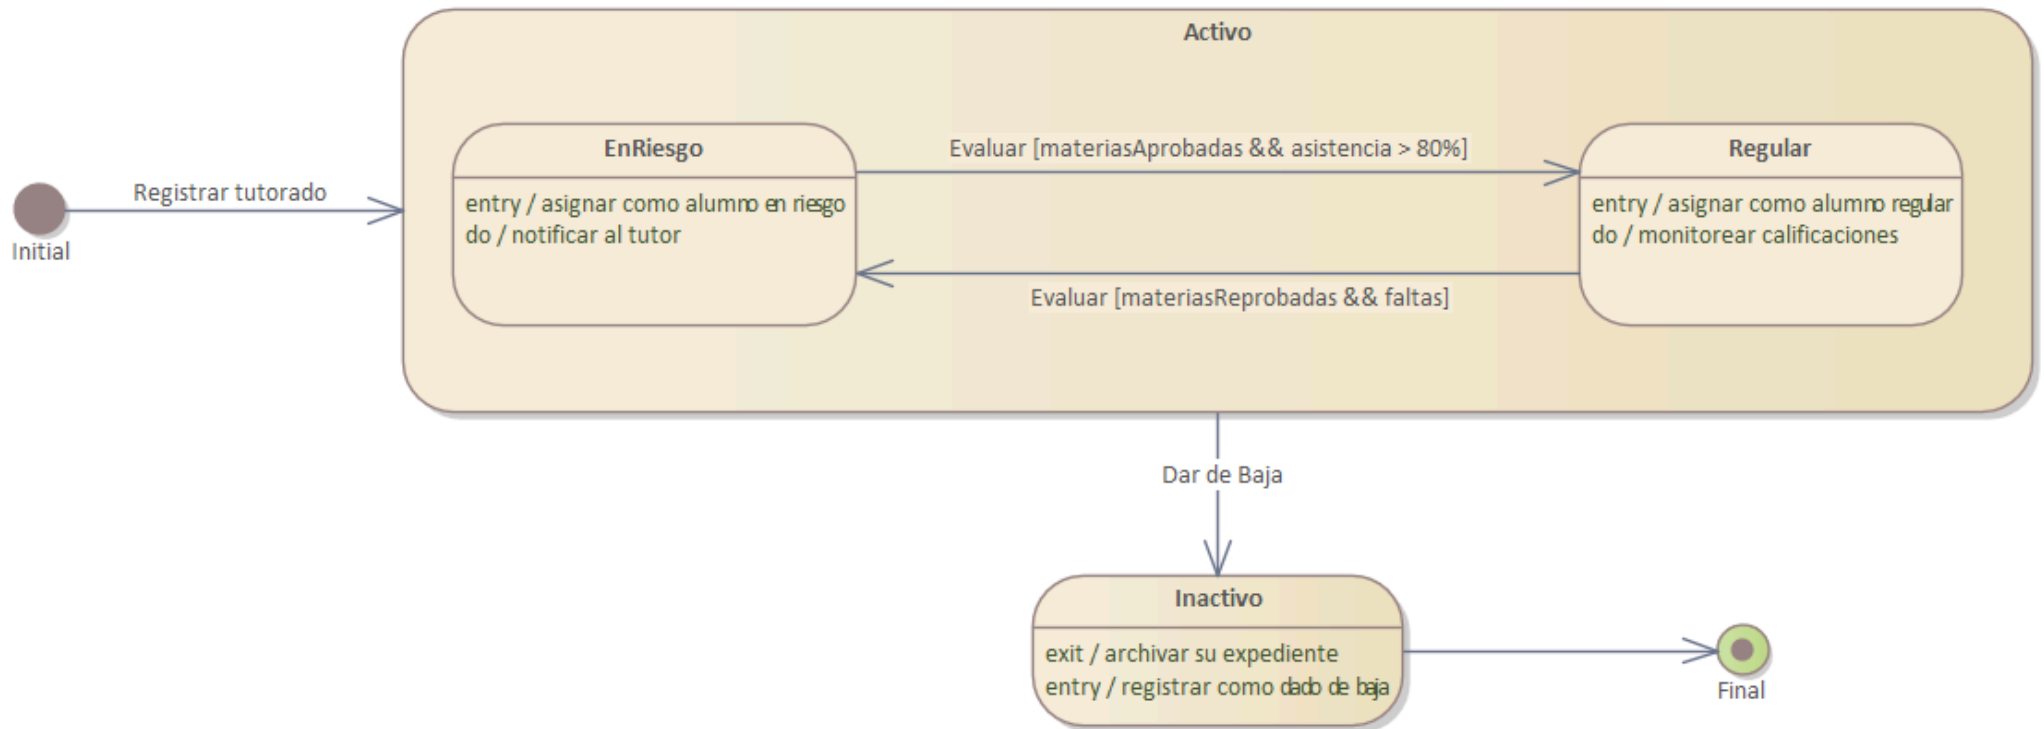 Activo
EnRiesgo
entry / asignar como alumno en riesgo
do / notificar al tutor
Evaluar [materiasAprobadas && asistencia > 80%]
Regular
entry / asignar como alumno regular
do / monitorear calificaciones
Registrar tutorado
Initial
Evaluar [materiasReprobadas && faltas]
Dar de Baja
Inactivo
exit / archivar su expediente
entry / registrar como dado de baja
Final